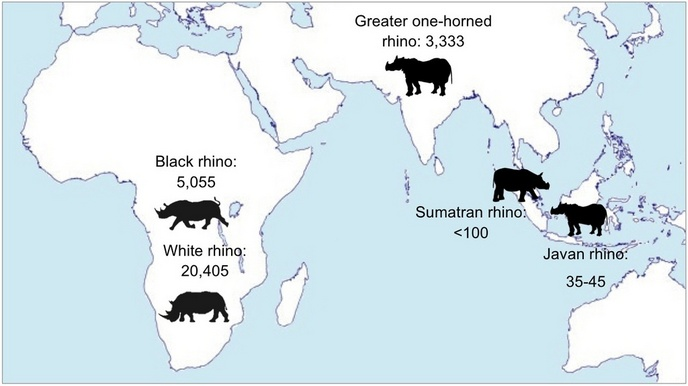 Greater one-horned
rhino: 3,333
Black rhino:
5,055
White rhino:
20,405
Sumatran rhino:
<100
Javan rhino:
35-45